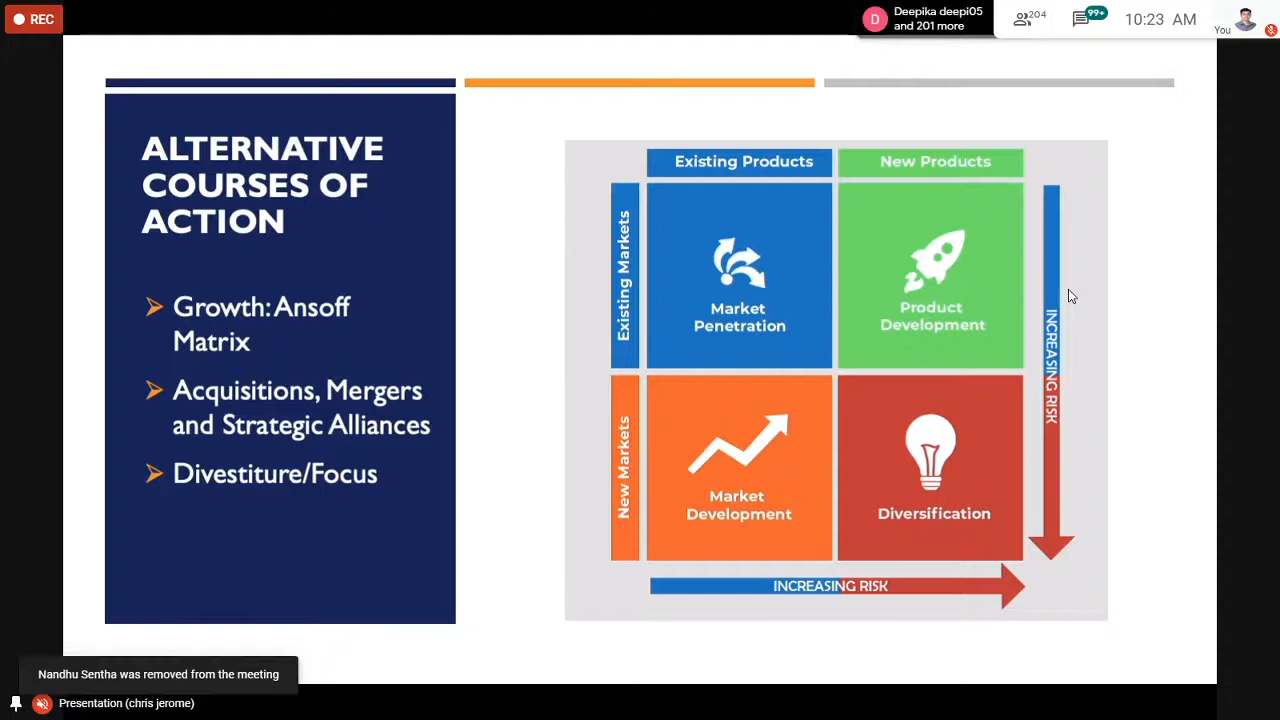 REC
Deepika deepi05
and 201 more
D
204
99+
10:23 AM
You
ALTERNATIVE
COURSES OF
ACTION
Growth: Ansoff
Matrix
Acquisitions, Mergers
and Strategic Alliances
Divestiture/Focus
Existing Products
New Products
Existing Markets
Market
Penetration
Product
Development
New Markets
Market
Development
Diversification
INCREASING RISK
INCREASING RISK
Nandhu Sentha was removed from the meeting
Presentation (chris jerome)